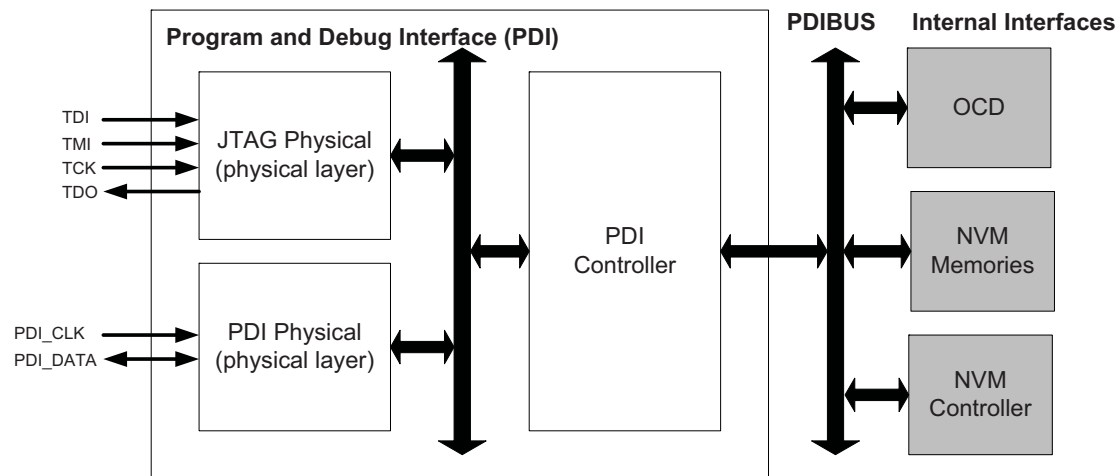 Program and Debug Interface (PDI)
PDIBUS
Internal Interfaces
TDI
TMI
TCK
TDO
JTAG Physical
(physical layer)
PDI_CLK
PDI_DATA
PDI Physical
(physical layer)
PDI
Controller
OCD
NVM
Memories
NVM
Controller